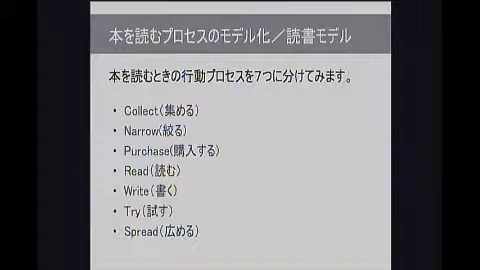 本を読むプロセスのモデル化／読書モデル
本を読むときの行動プロセスを7つに分けてみます。
• Collect(集める)
• Narrow(絞る)
• Purchase(購入する)
• Read(読む)
• Write(書く)
• Try(試す)
• Spread(広める)